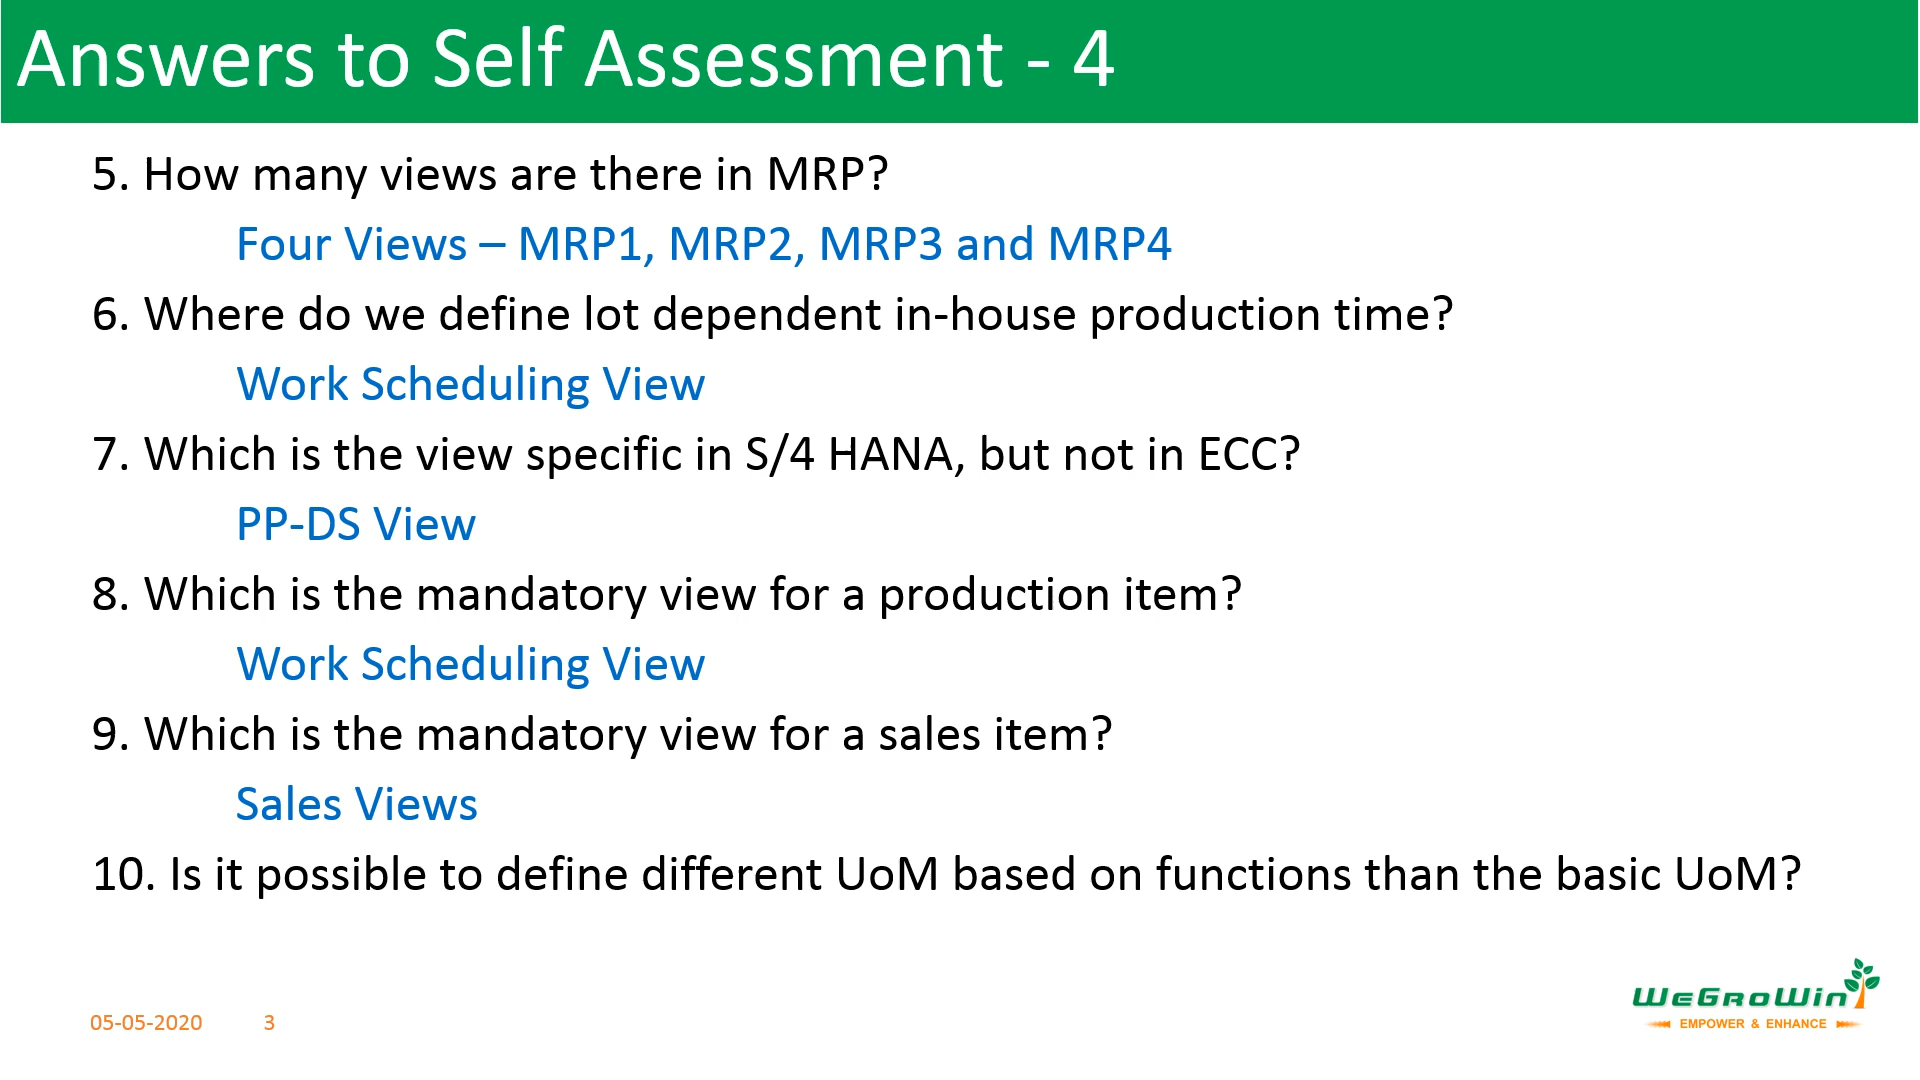 Answers to Self Assessment - 4
5. How many views are there in MRP?
Four Views – MRP1, MRP2, MRP3 and MRP4
6. Where do we define lot dependent in-house production time?
Work Scheduling View
7. Which is the view specific in S/4 HANA, but not in ECC?
PP-DS View
8. Which is the mandatory view for a production item?
Work Scheduling View
9. Which is the mandatory view for a sales item?
Sales Views
10. Is it possible to define different UoM based on functions than the basic UoM?
WeGroWin
EMPOWER & ENHANCE
05-05-2020 3